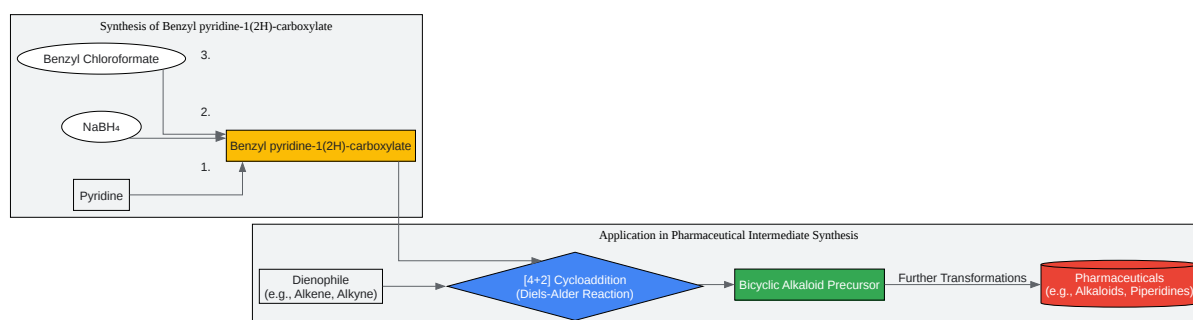 Synthesis of Benzyl pyridine-1(2H)-carboxylate
Benzyl Chloroformate
3.
NaBH₄
2.
Benzyl pyridine-1(2H)-carboxylate
1.
Pyridine
Application in Pharmaceutical Intermediate Synthesis
Dienophile
(e.g., Alkene, Alkyne)
[4+2] Cycloaddition
(Diels-Alder Reaction)
Bicyclic Alkaloid Precursor
Further Transformations
Pharmaceuticals
(e.g., Alkaloids, Piperidines)